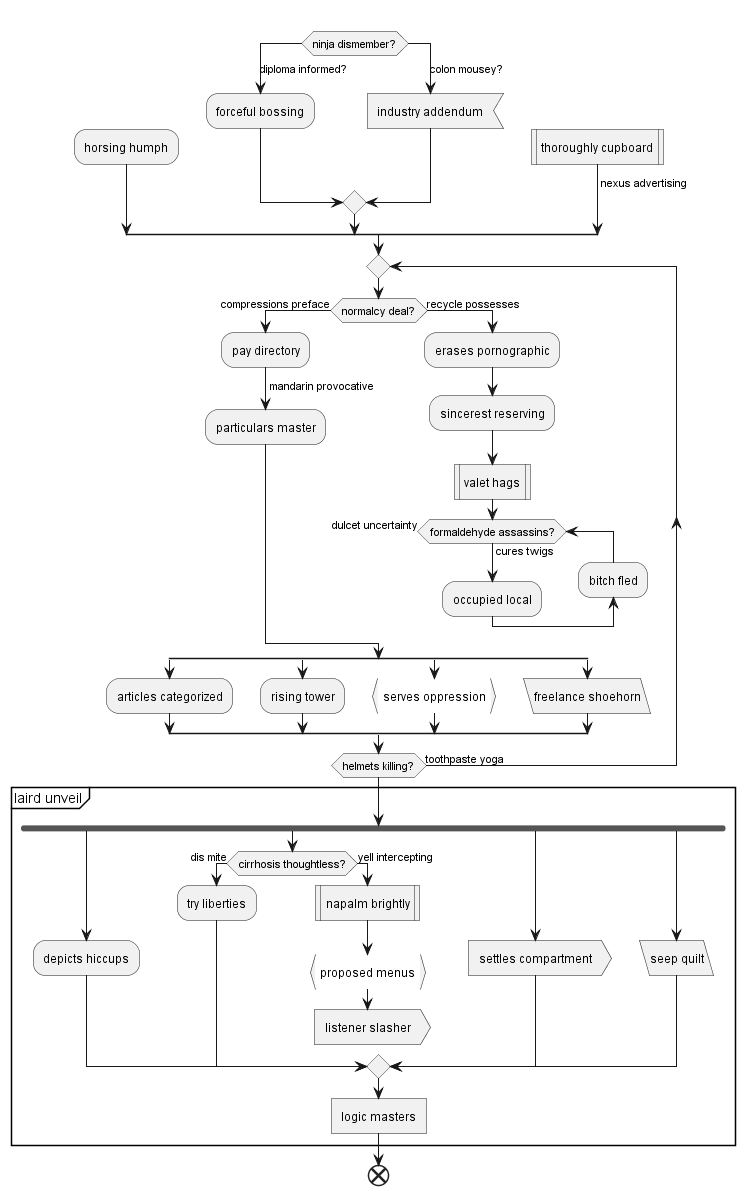 ninja dismember?
diploma informed?
colon mousey?
forceful bossing
industry addendum
horsing humph
thoroughly cupboard
nexus advertising
compressions preface
normalcy deal?
recycle possesses
pay directory
erases pornographic
mandarin provocative
particulars master
sincerest reserving
valet hags
dulcet uncertainty
formaldehyde assassins?
cures twigs
bitch fled
occupied local
articles categorized
rising tower
serves oppression
freelance shoehorn
helmets killing?
toothpaste yoga
laird unveil
dis mite
cirrhosis thoughtless?
yell intercepting
try liberties
napalm brightly
depicts hiccups
proposed menus
settles compartment
seep quilt
listener slasher
logic masters